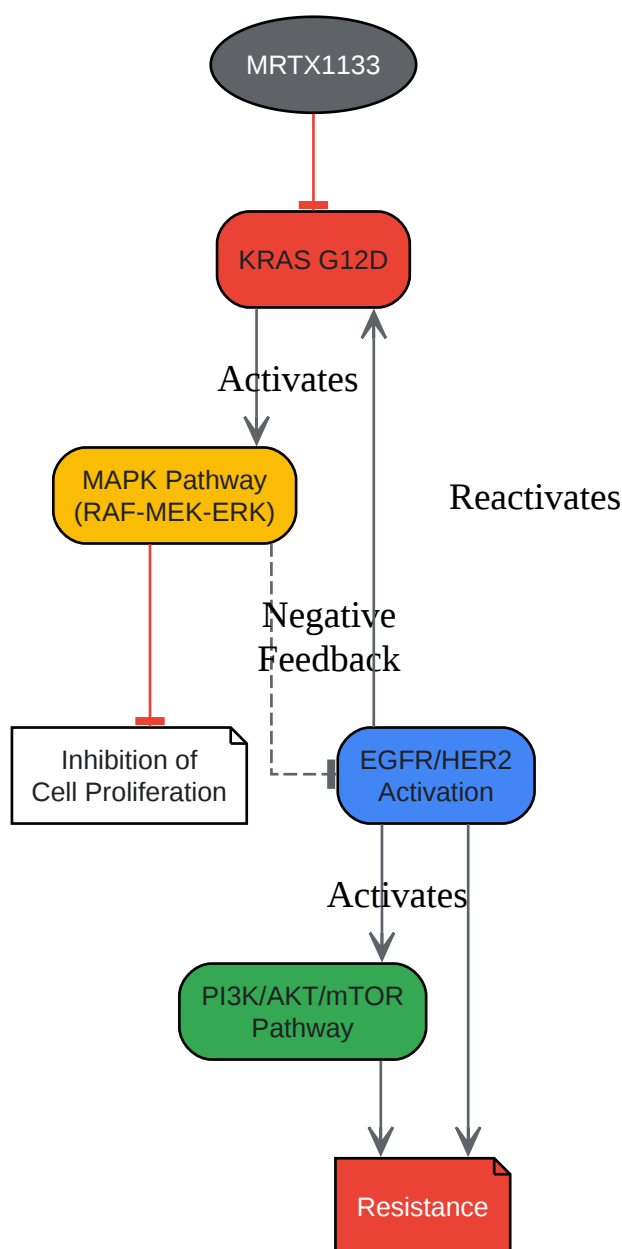 MRTX1133
KRAS G12D
Activates
MAPK Pathway
(RAF-MEK-ERK)
Reactivates
Negative
Feedback
Inhibition of
Cell Proliferation
EGFR/HER2
Activation
Activates
PI3K/AKT/mTOR
Pathway
Resistance